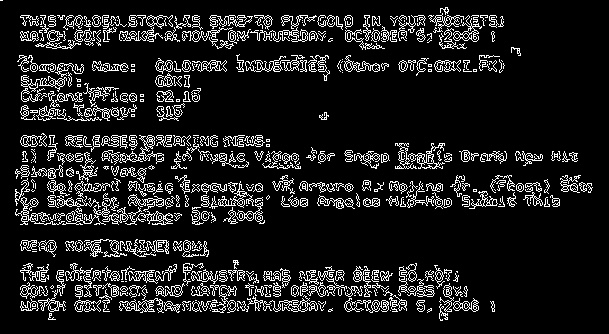 THIS GOLDEN STOCK IS SURE TO PUT GOLD IN YOUR POCKETS!
WATCH GDKI MAKE A MOVE ON THURSDAY, OCTOBER 5, 2006 !
Company Name: GOLDMARK INDUSTRIES (Other OTC:GDKI.PK)
Symbol: GDKI
Current Price: $2.15
6-day Target: $15
GDKI RELEASES BREAKING NEWS:
1) Frost Appears in Music Video for Snoop Dogg's Brand New Hit
Single "Vato"
2) Goldmark Music Executive VP, Arturo R. Molina Jr., (Frost) Set
to Speak at Russell Simmons' Los Angeles Hip-Hop Summit This
Saturday September 30, 2006
READ MORE ONLINE NOW!
THE ENTERTAINMENT INDUSTRY HAS NEVER BEEN SO HOT!
DON'T SIT BACK AND WATCH THIS OPPORTUNITY PASS BY!
WATCH GDKI MAKE A MOVE ON THURSDAY, OCTOBER 5, 2006 !